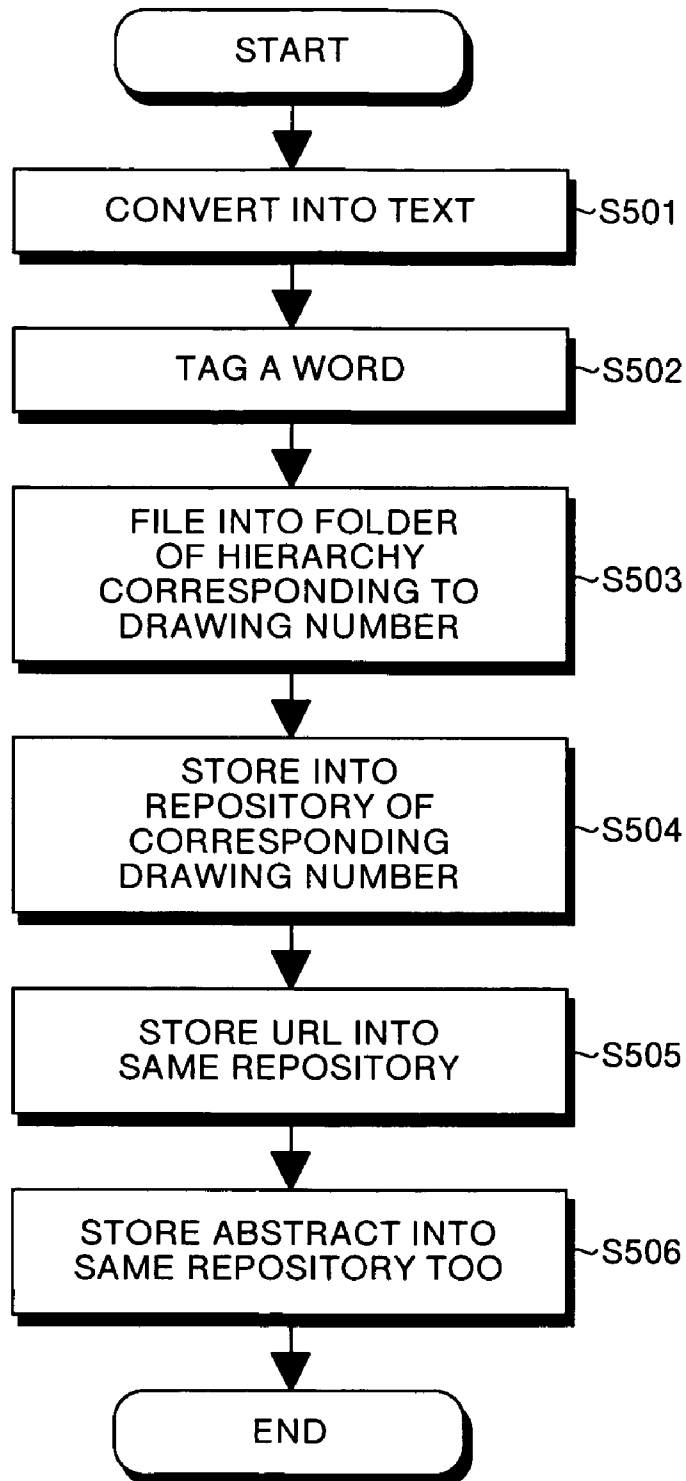 START
CONVERT INTO TEXT
~S501
TAG A WORD
~S502
FILE INTO FOLDER
OF HIERARCHY
CORRESPONDING TO
DRAWING NUMBER
~S503
STORE INTO
REPOSITORY OF
CORRESPONDING
DRAWING NUMBER
~S504
STORE URL INTO
SAME REPOSITORY
~S505
STORE ABSTRACT INTO
SAME REPOSITORY TOO
~S506
END